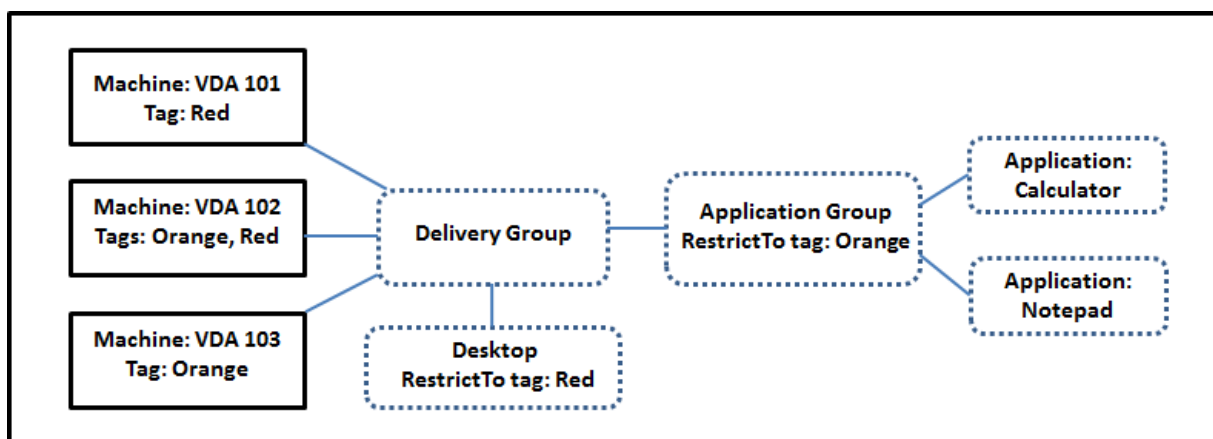 Machine: VDA 101
Tag: Red
Machine: VDA 102
Tags: Orange, Red
Machine: VDA 103
Tag: Orange
Delivery Group
Desktop
RestrictTo tag: Red
Application Group
RestrictTo tag: Orange
Application:
Calculator
Application:
Notepad